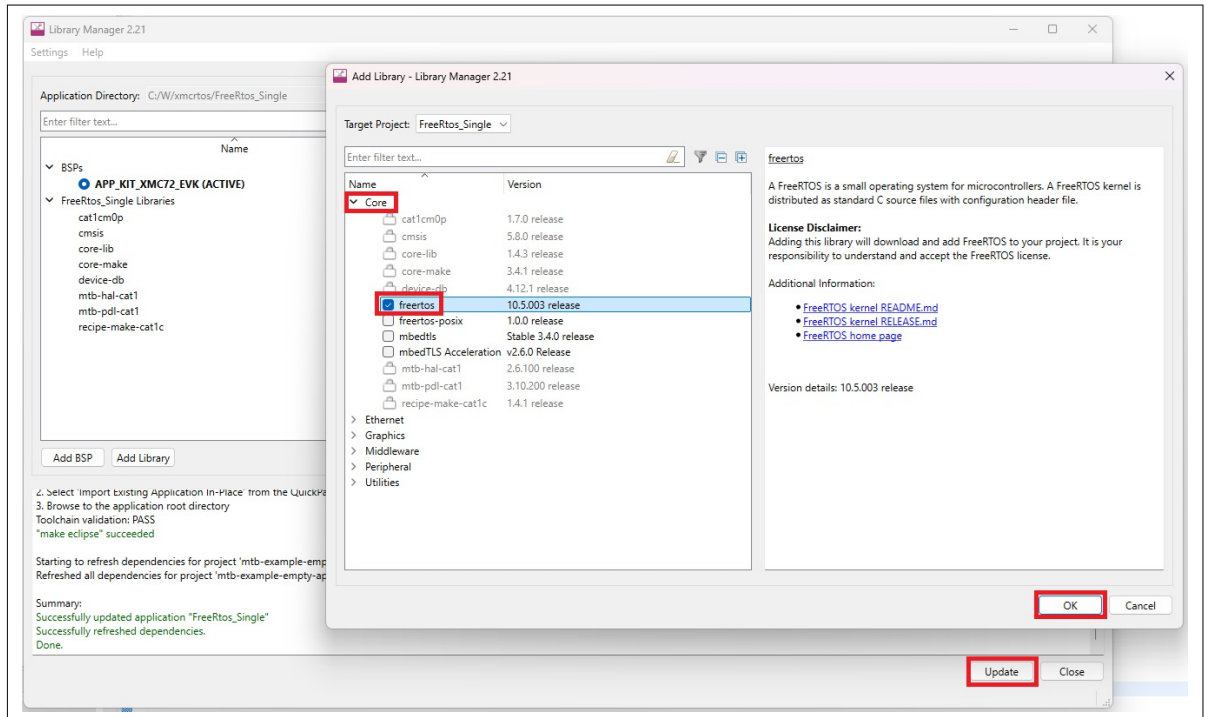 Library Manager 2.21
Settings Help
Application Directory: C:/W/xmcrtos/FreeRtos_Single
Enter filter text...
Name
BSPs
APP_KIT_XMC72_EVK (ACTIVE)
FreeRtos_Single Libraries
cat1cm0p
cmsis
core-lib
core-make
device-db
mtb-hal-cat1
mtb-pdl-cat1
recipe-make-cat1c
Add BSP Add Library
2. Select 'Import Existing Application In-Place' from the
3. Browse to the application root directory
Toolchain validation: PASS
"make eclipse" succeeded
Starting to refresh dependencies for project
Refreshed all dependencies for project
Summary:
Successfully updated application "FreeRtos_Single"
Successfully refreshed dependencies.
Done.
Update Close
Add Library - Library Manager 2.21
Target Project: FreeRtos_Single
Enter filter text...
Name Version
Core
cat1cm0p 1.7.0 release
cmsis 5.8.0 release
core-lib 1.4.3 release
core-make 3.4.1 release
device-db 4.12.1 release
freertos 10.5.003 release
freertos-posix 1.0.0 release
mbedtls Stable 3.4.0 release
mbedTLS Acceleration v2.6.0 Release
mtb-hal-cat1 2.6.100 release
mtb-pdl-cat1 3.10.200 release
recipe-make-cat1c 1.4.1 release
Ethernet
Graphics
Middleware
Peripheral
Utilities
freertos
A FreeRTOS is a small operating system for microcontrollers. A FreeRTOS kernel is
distributed as standard C source files with configuration header file.
License Disclaimer:
Adding this library will download and add FreeRTOS to your project. It is your
responsibility to understand and accept the FreeRTOS license.
Additional Information:
FreeRTOS kernel README.md
FreeRTOS kernel RELEASE.md
FreeRTOS home page
Version details: 10.5.003 release
OK Cancel